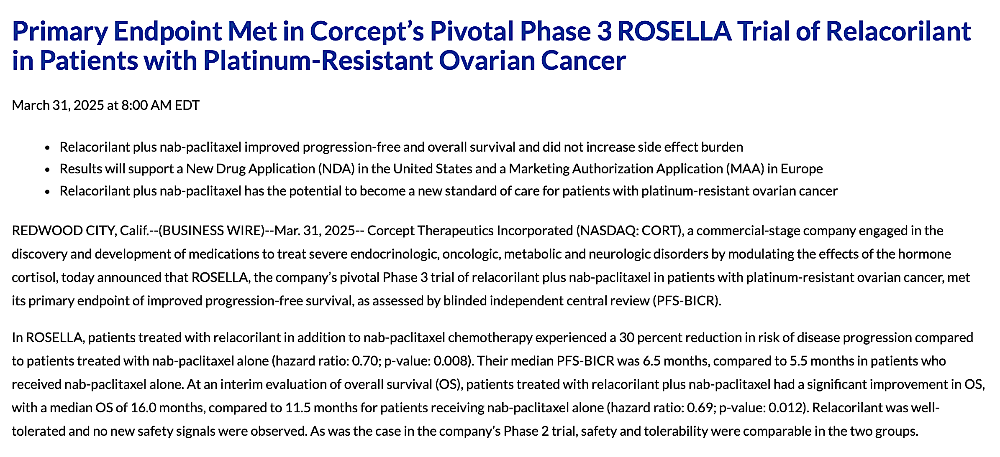 Primary Endpoint Met in Corcept’s Pivotal Phase 3 ROSELLA Trial of Relacorilant
in Patients with Platinum-Resistant Ovarian Cancer
March 31, 2025 at 8:00 AM EDT
• Relacorilant plus nab-paclitaxel improved progression-free and overall survival and did not increase side effect burden
• Results will support a New Drug Application (NDA) in the United States and a Marketing Authorization Application (MAA) in Europe
• Relacorilant plus nab-paclitaxel has the potential to become a new standard of care for patients with platinum-resistant ovarian cancer
REDWOOD CITY, Calif.--(BUSINESS WIRE)--Mar. 31, 2025-- Corcept Therapeutics Incorporated (NASDAQ: CORT), a commercial-stage company engaged in the
discovery and development of medications to treat severe endocrinologic, oncologic, metabolic and neurologic disorders by modulating the effects of the hormone
cortisol, today announced that ROSELLA, the company’s pivotal Phase 3 trial of relacorilant plus nab-paclitaxel in patients with platinum-resistant ovarian cancer, met
its primary endpoint of improved progression-free survival, as assessed by blinded independent central review (PFS-BICR).
In ROSELLA, patients treated with relacorilant in addition to nab-paclitaxel chemotherapy experienced a 30 percent reduction in risk of disease progression compared
to patients treated with nab-paclitaxel alone (hazard ratio: 0.70; p-value: 0.008). Their median PFS-BICR was 6.5 months, compared to 5.5 months in patients who
received nab-paclitaxel alone. At an interim evaluation of overall survival (OS), patients treated with relacorilant plus nab-paclitaxel had a significant improvement in OS,
with a median OS of 16.0 months, compared to 11.5 months for patients receiving nab-paclitaxel alone (hazard ratio: 0.69; p-value: 0.012). Relacorilant was well-
tolerated and no new safety signals were observed. As was the case in the company’s Phase 2 trial, safety and tolerability were comparable in the two groups.